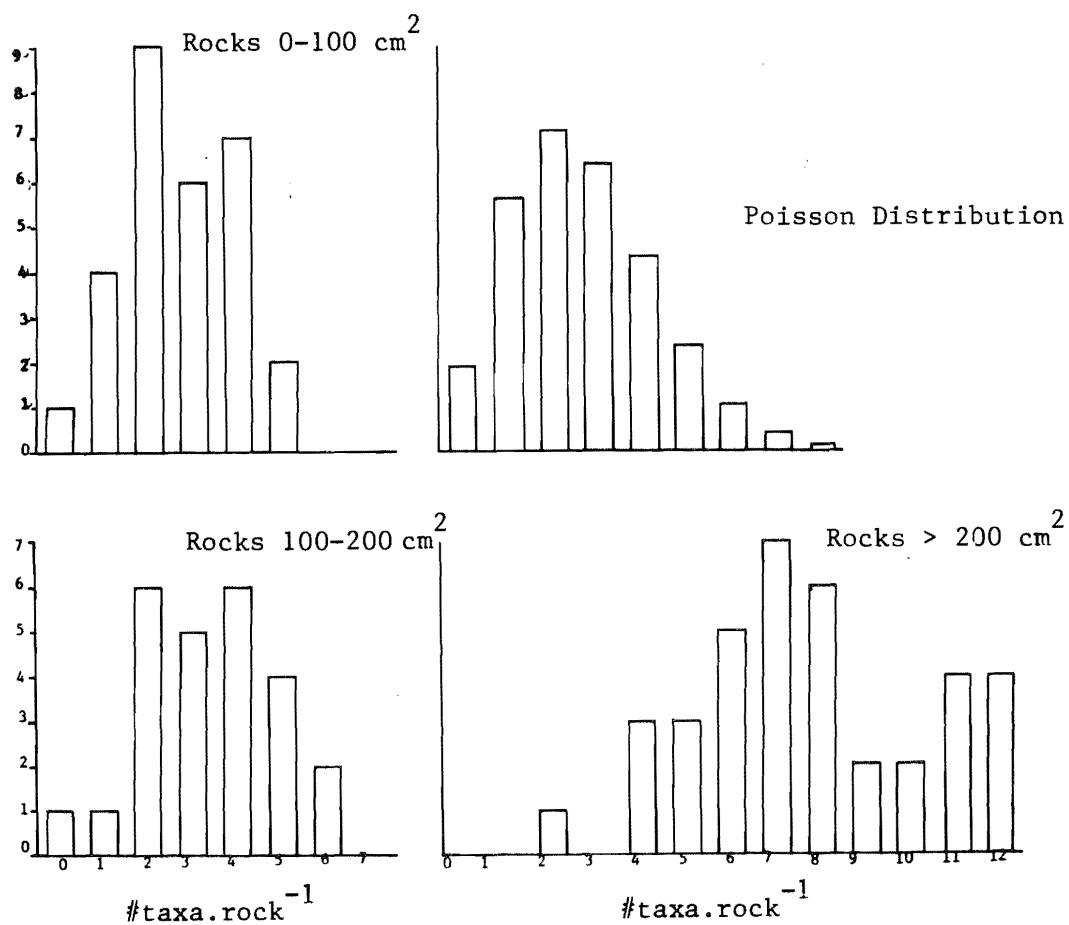 Rocks 0-100 cm²
9
8
7
6
5
4
3
2
1
0
Poisson Distribution
Rocks 100-200 cm²
7
6
5
4
3
2
1
0
0 1 2 3 4 5 6 7
#taxa.rock⁻¹
Rocks > 200 cm²
0 1 2 3 4 5 6 7 8 9 10 11 12
#taxa.rock⁻¹